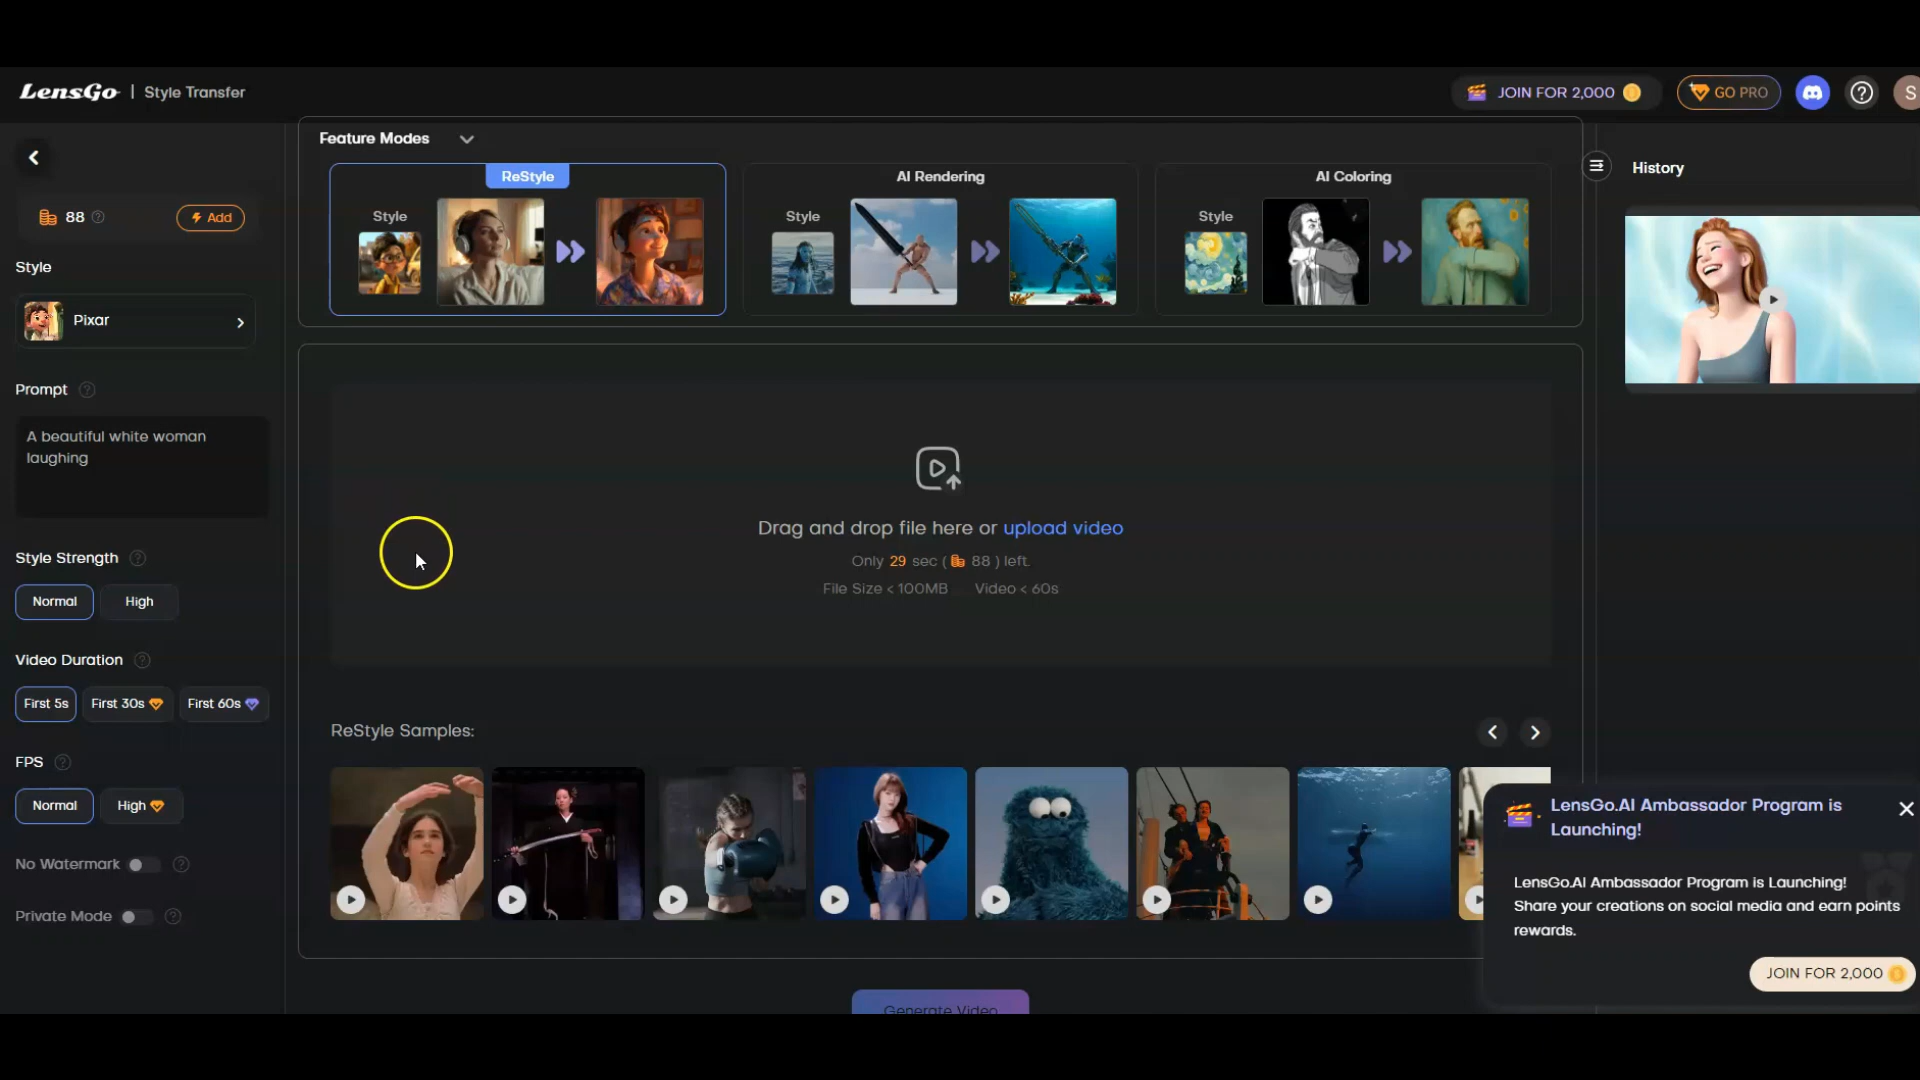 LensGo | Style Transfer
JOIN FOR 2,000
GO PRO
S
Feature Modes
ReStyle
Style
AI Rendering
Style
AI Coloring
Style
History
88
Add
Style
Pixar
Prompt
A beautiful white woman
laughing
Style Strength
Normal
High
Video Duration
First 5s
First 30s
First 60s
FPS
Normal
High
No Watermark
Private Mode
Drag and drop file here or upload video
Only 29 sec ( 88 ) left.
File Size < 100MB Video < 60s
ReStyle Samples:
Generate Video
LensGo.AI Ambassador Program is
Launching!
LensGo.AI Ambassador Program is Launching!
Share your creations on social media and earn points
rewards.
JOIN FOR 2,000